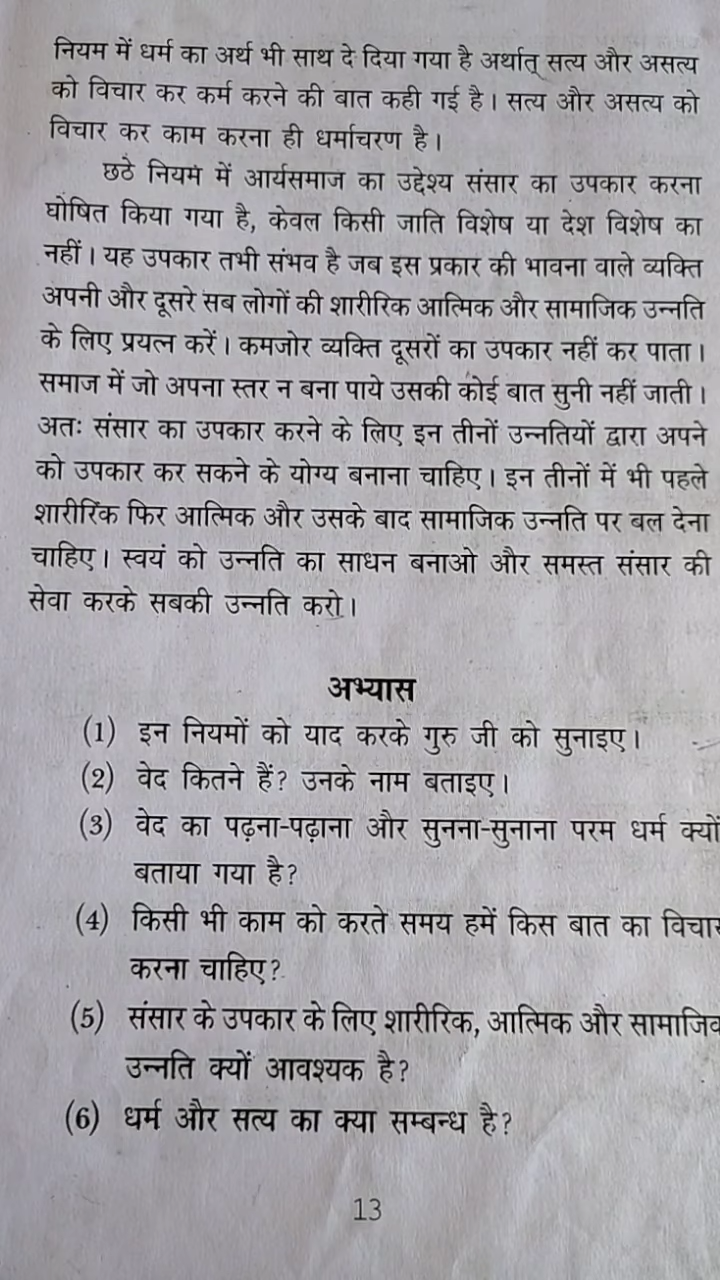 नियम में धर्म का अर्थ भी साथ दे दिया गया है अर्थात् सत्य और असत्य
को विचार कर कर्म करने की बात कही गई है। सत्य और असत्य को
विचार कर काम करना ही धर्माचरण है।
छठे नियम में आर्यसमाज का उद्देश्य संसार का उपकार करना
घोषित किया गया है, केवल किसी जाति विशेष या देश विशेष का
नहीं। यह उपकार तभी संभव है जब इस प्रकार की भावना वाले व्यक्ति
अपनी और दूसरे सब लोगों की शारीरिक आत्मिक और सामाजिक उन्नति
के लिए प्रयत्न करें। कमजोर व्यक्ति दूसरों का उपकार नहीं कर पाता।
समाज में जो अपना स्तर न बना पाये उसकी कोई बात सुनी नहीं जाती।
अतः संसार का उपकार करने के लिए इन तीनों उन्नतियों द्वारा अपने
को उपकार कर सकने के योग्य बनाना चाहिए। इन तीनों में भी पहले
शारीरिक फिर आत्मिक और उसके बाद सामाजिक उन्नति पर बल देना
चाहिए। स्वयं को उन्नति का साधन बनाओ और समस्त संसार की
सेवा करके सबकी उन्नति करो।
अभ्यास
(1) इन नियमों को याद करके गुरु जी को सुनाइए।
(2) वेद कितने हैं? उनके नाम बताइए।
(3) वेद का पढ़ना-पढ़ाना और सुनना-सुनाना परम धर्म क्यों
बताया गया है?
(4) किसी भी काम को करते समय हमें किस बात का विचार
करना चाहिए?
(5) संसार के उपकार के लिए शारीरिक, आत्मिक और सामाजिक
उन्नति क्यों आवश्यक है?
(6) धर्म और सत्य का क्या सम्बन्ध है?
13